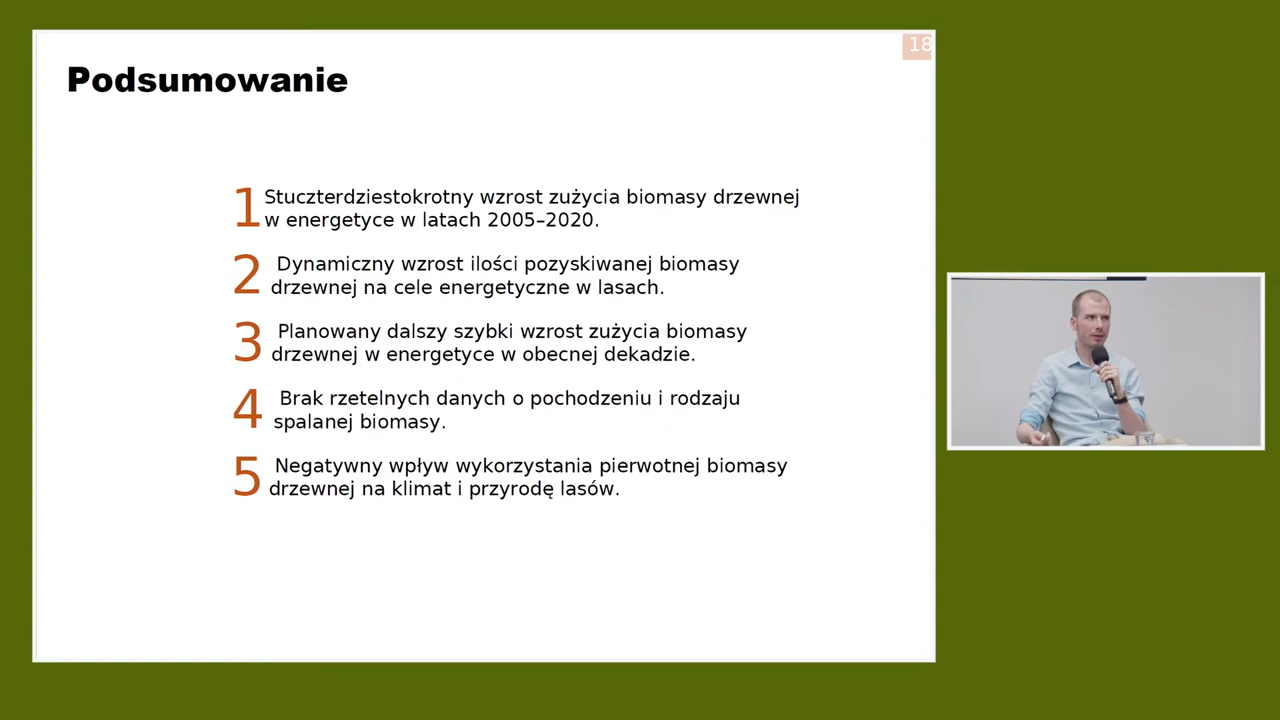 18
Podsumowanie
1 Stuczterdziestokrotny wzrost zużycia biomasy drzewnej
w energetyce w latach 2005–2020.
2 Dynamiczny wzrost ilości pozyskiwanej biomasy
drzewnej na cele energetyczne w lasach.
3 Planowany dalszy szybki wzrost zużycia biomasy
drzewnej w energetyce w obecnej dekadzie.
4 Brak rzetelnych danych o pochodzeniu i rodzaju
spalanej biomasy.
5 Negatywny wpływ wykorzystania pierwotnej biomasy
drzewnej na klimat i przyrodę lasów.